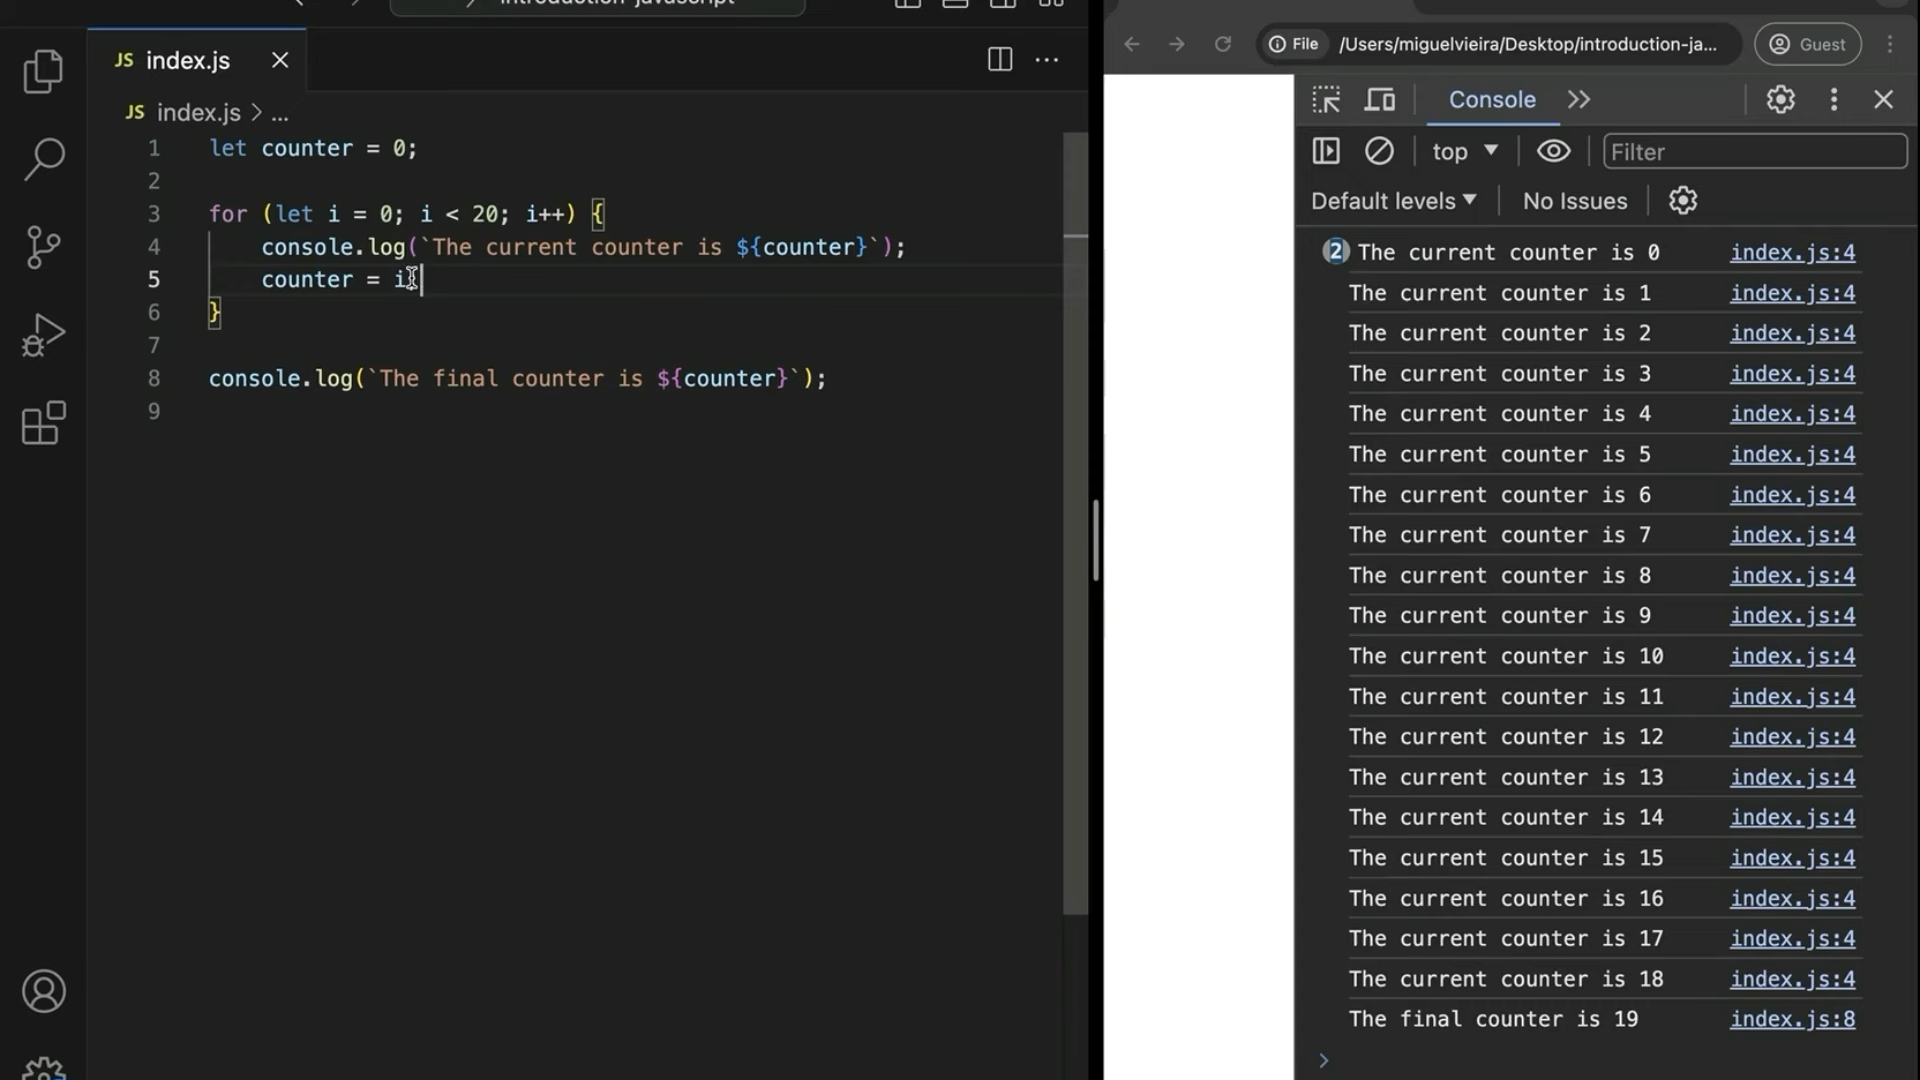 introduction-javascript
JS index.js
JS index.js > ...
1 let counter = 0;
2
3 for (let i = 0; i < 20; i++) {
4 console.log(`The current counter is ${counter}`);
5 counter = i
6 }
7
8 console.log(`The final counter is ${counter}`);
9
File /Users/miguelvieira/Desktop/introduction-ja... Guest
Console
top Filter
Default levels No Issues
2 The current counter is 0 index.js:4
The current counter is 1 index.js:4
The current counter is 2 index.js:4
The current counter is 3 index.js:4
The current counter is 4 index.js:4
The current counter is 5 index.js:4
The current counter is 6 index.js:4
The current counter is 7 index.js:4
The current counter is 8 index.js:4
The current counter is 9 index.js:4
The current counter is 10 index.js:4
The current counter is 11 index.js:4
The current counter is 12 index.js:4
The current counter is 13 index.js:4
The current counter is 14 index.js:4
The current counter is 15 index.js:4
The current counter is 16 index.js:4
The current counter is 17 index.js:4
The current counter is 18 index.js:4
The final counter is 19 index.js:8